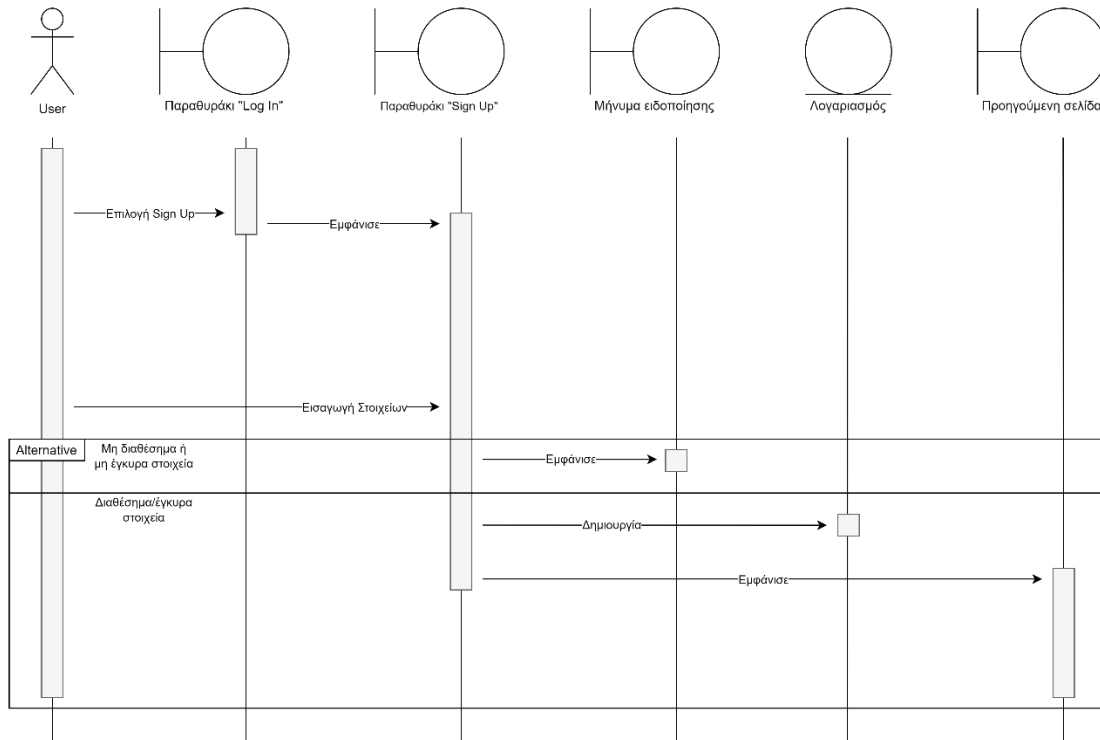 User
Παραθυράκι "Log In"
Παραθυράκι "Sign Up"
Μήνυμα ειδοποίησης
Λογαριασμός
Προηγούμενη σελίδα
Επιλογή Sign Up
Εμφάνισε
Εισαγωγή Στοιχείων
Alternative
Μη διαθέσημα ή
μη έγκυρα στοιχεία
Εμφάνισε
Διαθέσημα/έγκυρα
στοιχεία
Δημιουργία
Εμφάνισε